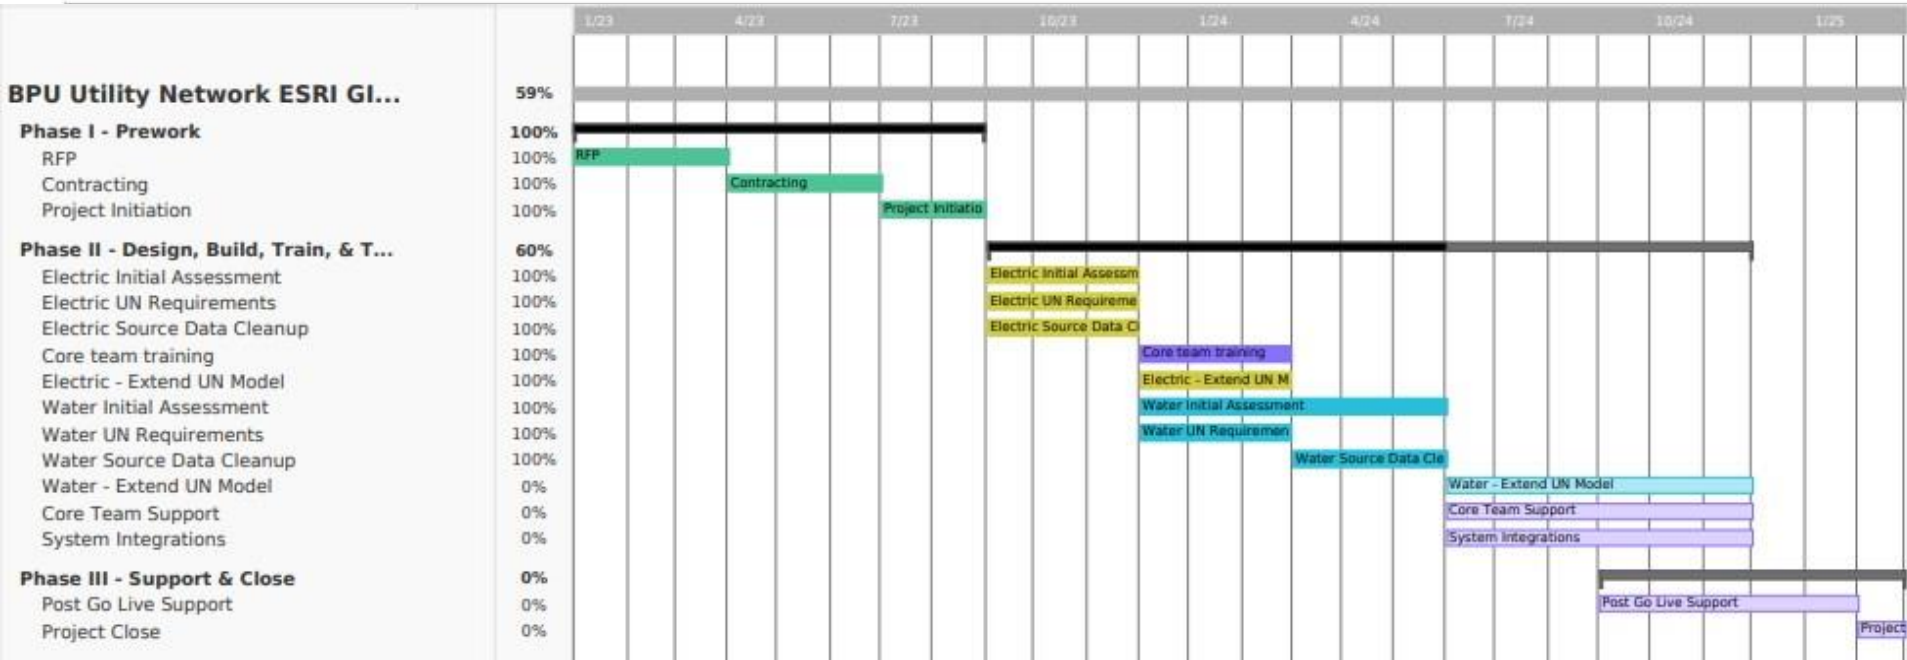 1/23 4/23 7/23 10/23 1/24 4/24 7/24 10/24 1/25
BPU Utility Network ESRI GI... 59%
Phase I - Prework 100%
RFP 100% RFP
Contracting 100% Contracting
Project Initiation 100% Project Initiatio
Phase II - Design, Build, Train, & T... 60%
Electric Initial Assessment 100% Electric Initial Assessm
Electric UN Requirements 100% Electric UN Requireme
Electric Source Data Cleanup 100% Electric Source Data Cl
Core team training 100% Core team training
Electric - Extend UN Model 100% Electric - Extend UN M
Water Initial Assessment 100% Water Initial Assessment
Water UN Requirements 100% Water UN Requiremen
Water Source Data Cleanup 100% Water Source Data Cle
Water - Extend UN Model 0% Water - Extend UN Model
Core Team Support 0% Core Team Support
System Integrations 0% System Integrations
Phase III - Support & Close 0%
Post Go Live Support 0% Post Go Live Support
Project Close 0% Project